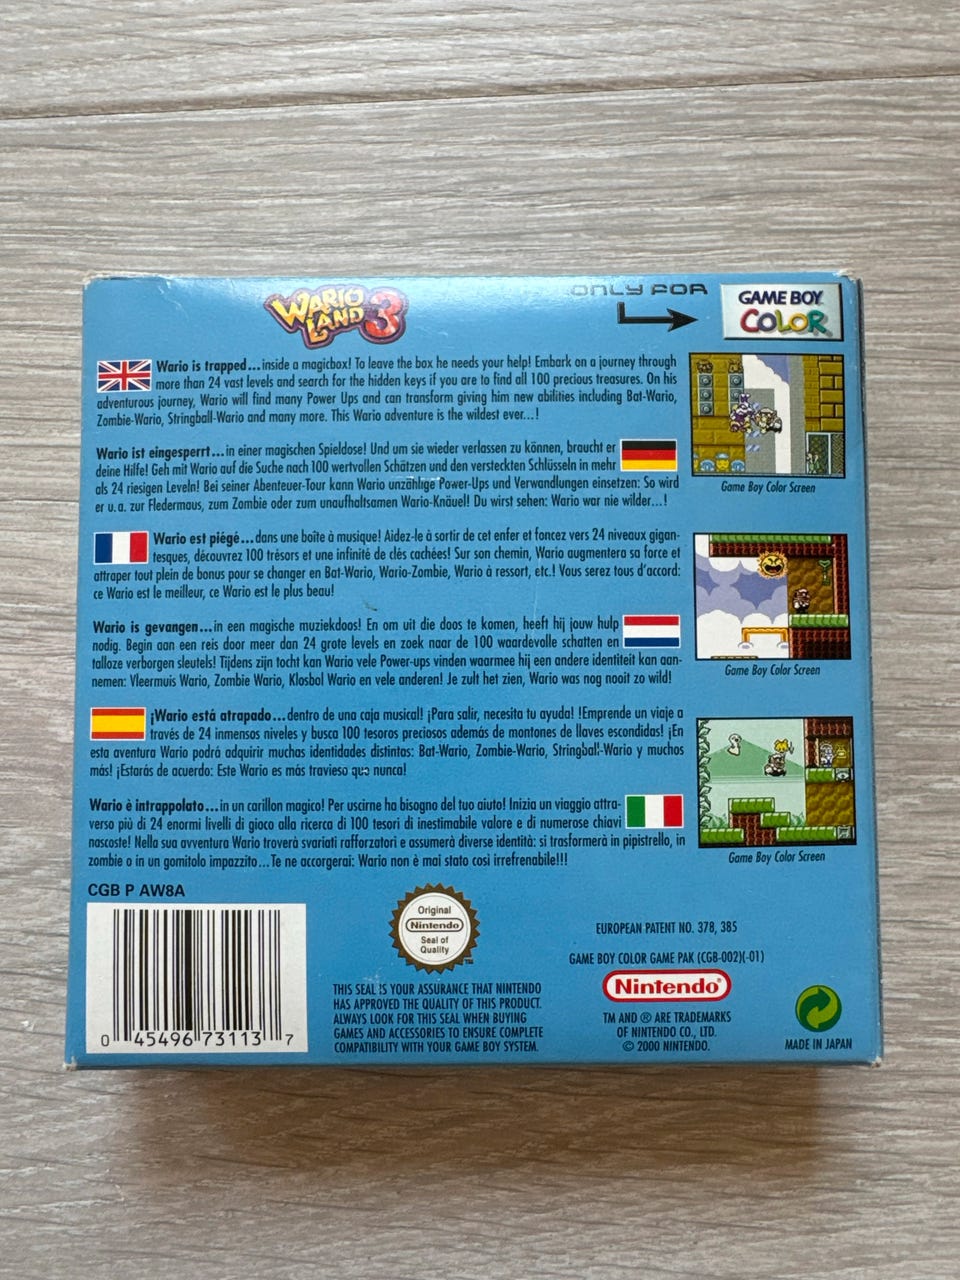 WARIO
LAND 3
ONLY FOR
GAME BOY
COLOR
Wario is trapped...inside a magicbox! To leave the box he needs your help! Embark on a journey through
more than 24 vast levels and search for the hidden keys if you are to find all 100 precious treasures. On his
adventurous journey, Wario will find many Power Ups and can transform giving him new abilities including Bat-Wario,
Zombie-Wario, Stringball-Wario and many more. This Wario adventure is the wildest ever...!
Game Boy Color Screen
Wario ist eingesperrt...in einer magischen Spieldose! Und um sie wieder verlassen zu können, braucht er
deine Hilfe! Geh mit Wario auf die Suche nach 100 wertvollen Schätzen und den versteckten Schlüsseln in mehr
als 24 riesigen Leveln! Bei seiner Abenteuer-Tour kann Wario unzählige Power-Ups und Verwandlungen einsetzen: So wird
er u.a. zur Fledermaus, zum Zombie oder zum unaufhaltsamen Wario-Knäuel! Du wirst sehen: Wario war nie wilder...!
Wario est piégé...dans une boîte à musique! Aidez-le à sortir de cet enfer et foncez vers 24 niveaux gigan-
tesques, découvrez 100 trésors et une infinité de clés cachées! Sur son chemin, Wario augmentera sa force et
attraper tout plein de bonus pour se changer en Bat-Wario, Wario-Zombie, Wario à ressort, etc.! Vous serez tous d'accord:
ce Wario est le meilleur, ce Wario est le plus beau!
Game Boy Color Screen
Wario is gevangen...in een magische muziekdoos! En om uit die doos te komen, heeft hij jouw hulp
nodig. Begin aan een reis door meer dan 24 grote levels en zoek naar de 100 waardevolle schatten en
talloze verborgen sleutels! Tijdens zijn tocht kan Wario vele Power-ups vinden waarmee hij een andere identiteit kan aan-
nemen: Vleermuis Wario, Zombie Wario, Klosbol Wario en vele anderen! Je zult het zien, Wario was nog nooit zo wild!
¡Wario está atrapado...dentro de una caja musical! ¡Para salir, necesita tu ayuda! !Emprende un viaje a
través de 24 inmensos niveles y busca 100 tesoros preciosos además de montones de llaves escondidas! ¡En
esta aventura Wario podrá adquirir muchas identidades distintas: Bat-Wario, Zombie-Wario, Stringball-Wario y muchos
más! ¡Estarás de acuerdo: Este Wario es más travieso que nunca!
Wario è intrappolato...in un carillon magico! Per uscirne ha bisogno del tuo aiuto! Inizia un viaggio attra-
verso più di 24 enormi livelli di gioco alla ricerca di 100 tesori di inestimabile valore e di numerose chiavi
nascoste! Nella sua avventura Wario troverà svariati rafforzatori e assumerà diverse identità: si trasformerà in pipistrello, in
zombie o in un gomitolo impazzito...Te ne accorgerai: Wario non è mai stato così irrefrenabile!!!
Game Boy Color Screen
CGB P AW8A
0 45496 73113 7
Original
Nintendo
Seal of
Quality
TM
THIS SEAL IS YOUR ASSURANCE THAT NINTENDO
HAS APPROVED THE QUALITY OF THIS PRODUCT.
ALWAYS LOOK FOR THIS SEAL WHEN BUYING
GAMES AND ACCESSORIES TO ENSURE COMPLETE
COMPATIBILITY WITH YOUR GAME BOY SYSTEM.
EUROPEAN PATENT NO. 378, 385
GAME BOY COLOR GAME PAK (CGB-002)(-01)
Nintendo
TM AND ® ARE TRADEMARKS
OF NINTENDO CO., LTD.
© 2000 NINTENDO.
MADE IN JAPAN